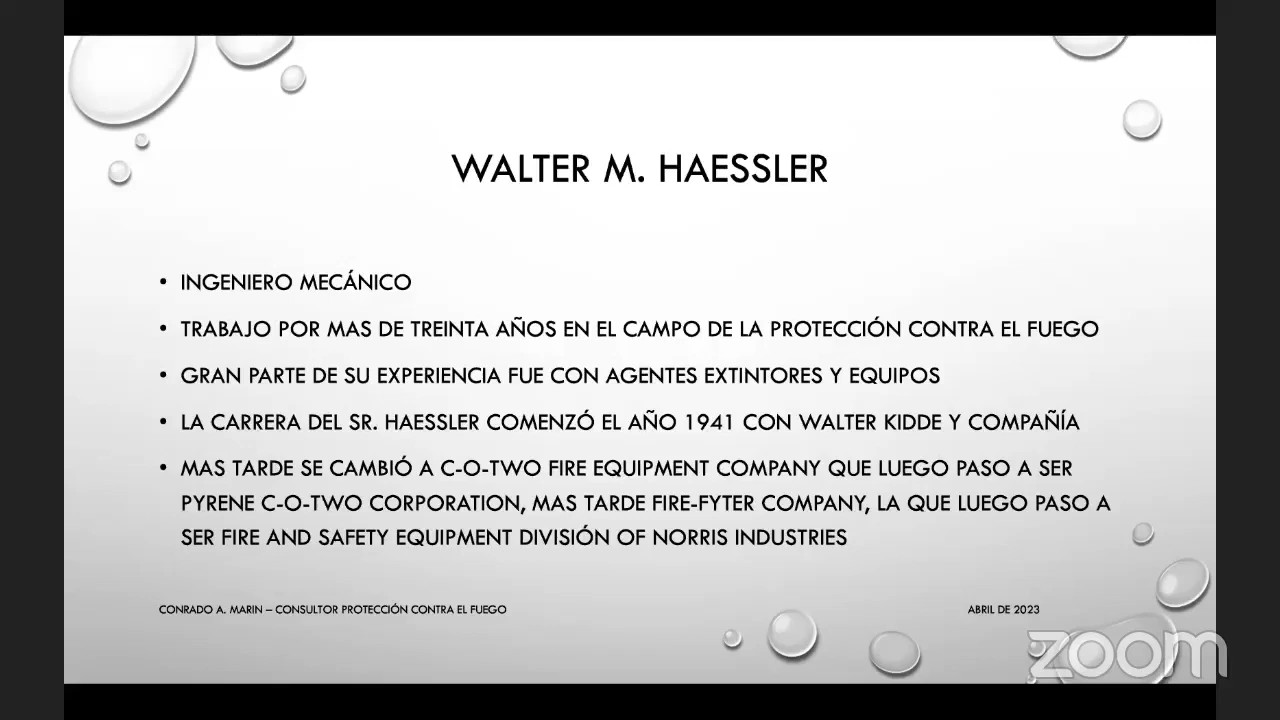 WALTER M. HAESSLER
• INGENIERO MECÁNICO
• TRABAJO POR MAS DE TREINTA AÑOS EN EL CAMPO DE LA PROTECCIÓN CONTRA EL FUEGO
• GRAN PARTE DE SU EXPERIENCIA FUE CON AGENTES EXTINTORES Y EQUIPOS
• LA CARRERA DEL SR. HAESSLER COMENZÓ EL AÑO 1941 CON WALTER KIDDE Y COMPAÑÍA
• MAS TARDE SE CAMBIÓ A C-O-TWO FIRE EQUIPMENT COMPANY QUE LUEGO PASO A SER
PYRENE C-O-TWO CORPORATION, MAS TARDE FIRE-FYTER COMPANY, LA QUE LUEGO PASO A
SER FIRE AND SAFETY EQUIPMENT DIVISIÓN OF NORRIS INDUSTRIES
CONRADO A. MARIN – CONSULTOR PROTECCIÓN CONTRA EL FUEGO
ABRIL DE 2023
zoom